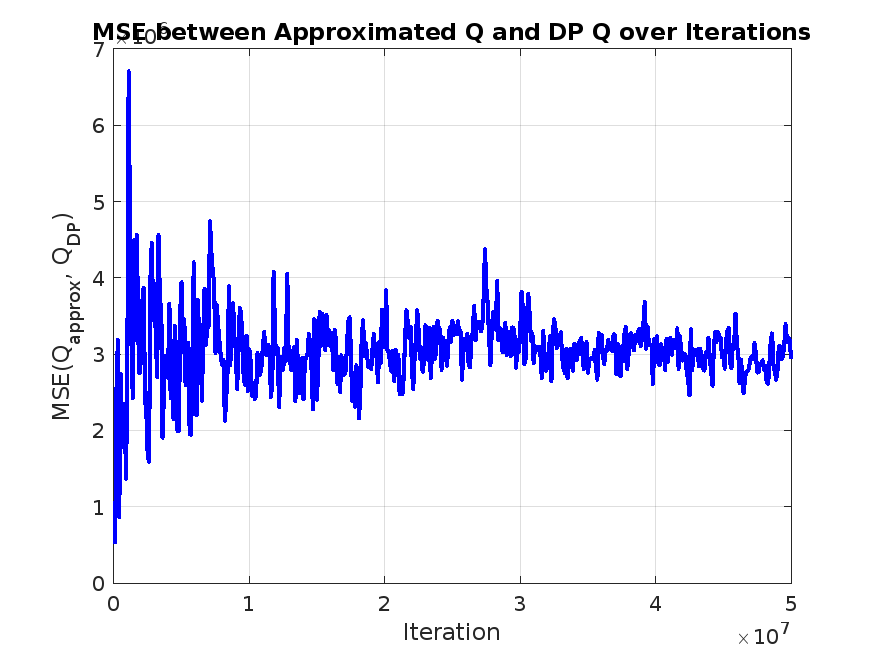 MSE between Approximated Q and DP Q over Iterations
×10^6
7
6
5
4
3
2
1
0
MSE(Q_approx, Q_DP)
0 1 2 3 4 5
Iteration
×10^7